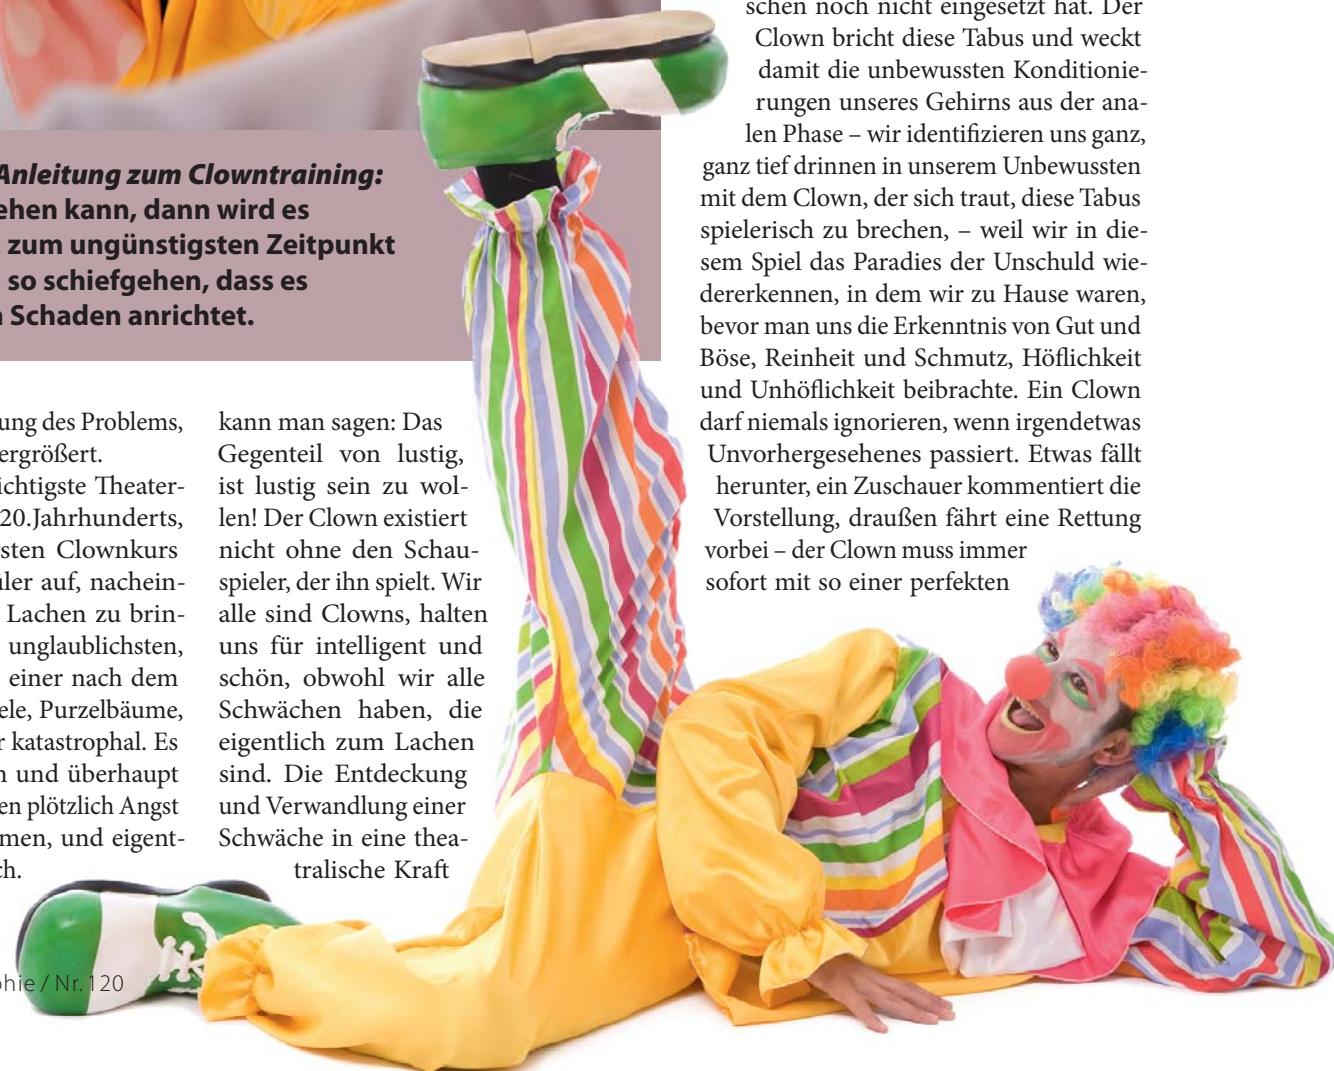 Anleitung zum Clowntraining:
ehen kann, dann wird es
zum ungünstigsten Zeitpunkt
so schiefgehen, dass es
Schaden anrichtet.
ung des Problems,
ergrößert.
ichtigste Theater-
20.Jahrhunderts,
sten Clownkurs
üler auf, nachein-
Lachen zu brin-
unglaublichsten,
einer nach dem
ele, Purzelbäume,
r katastrophal. Es
n und überhaupt
en plötzlich Angst
men, und eigent-
ch.
kann man sagen: Das
Gegenteil von lustig,
ist lustig sein zu wol-
len! Der Clown existiert
nicht ohne den Schau-
spieler, der ihn spielt. Wir
alle sind Clowns, halten
uns für intelligent und
schön, obwohl wir alle
Schwächen haben, die
eigentlich zum Lachen
sind. Die Entdeckung
und Verwandlung einer
Schwäche in eine thea-
tralische Kraft
schen noch nicht eingesetzt hat. Der
Clown bricht diese Tabus und weckt
damit die unbewussten Konditionie-
rungen unseres Gehirns aus der ana-
len Phase – wir identifizieren uns ganz,
ganz tief drinnen in unserem Unbewussten
mit dem Clown, der sich traut, diese Tabus
spielerisch zu brechen, – weil wir in die-
sem Spiel das Paradies der Unschuld wie-
dererkennen, in dem wir zu Hause waren,
bevor man uns die Erkenntnis von Gut und
Böse, Reinheit und Schmutz, Höflichkeit
und Unhöflichkeit beibrachte. Ein Clown
darf niemals ignorieren, wenn irgendetwas
Unvorhergesehenes passiert. Etwas fällt
herunter, ein Zuschauer kommentiert die
Vorstellung, draußen fährt eine Rettung
vorbei – der Clown muss immer
sofort mit so einer perfekten
phie / Nr. 120